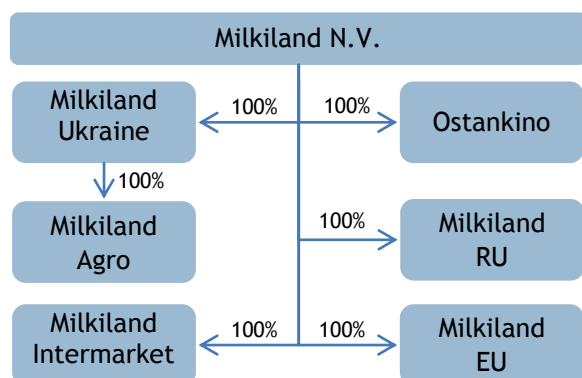 Milkiland N.V.
Milkiland
Ukraine
100%
100%
Ostankino
100%
Milkiland
Agro
100%
Milkiland
RU
Milkiland
Intermarket
100%
100%
Milkiland
EU